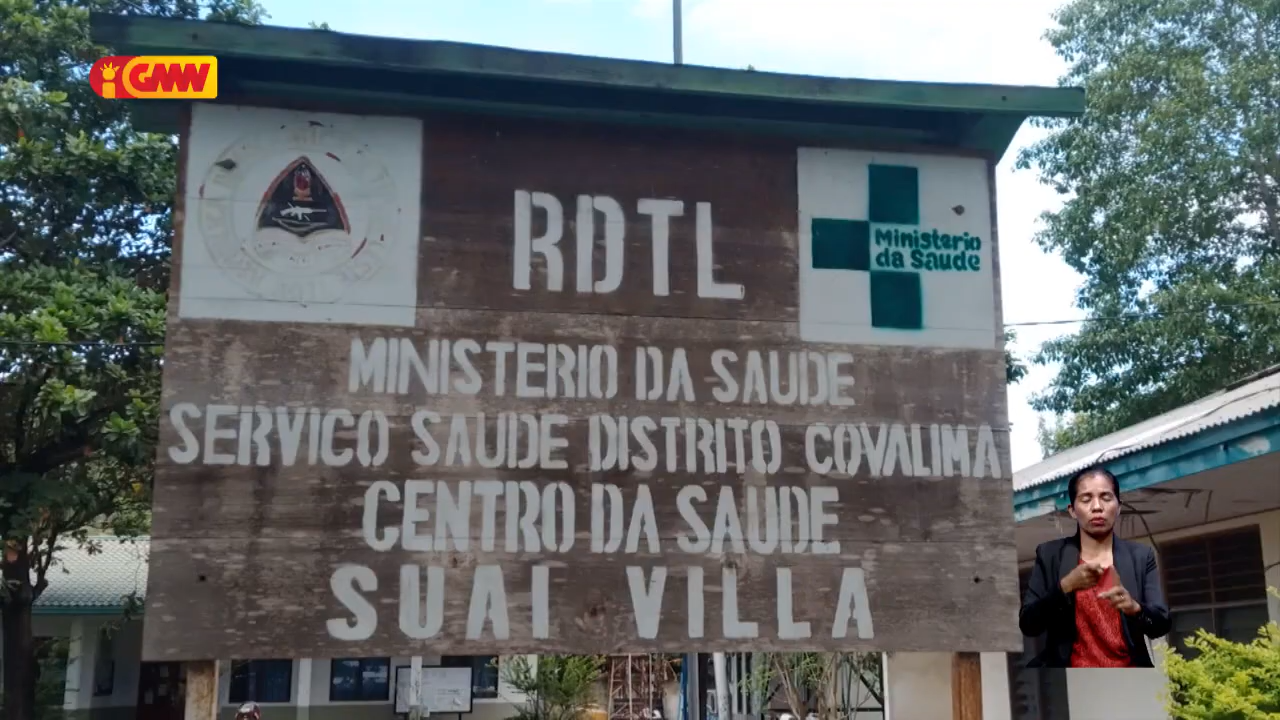 GMN
RDTL
Ministerio
da Saude
MINISTERIO DA SAUDE
SERVICO SAUDE DISTRITO COVALIMA
CENTRO DA SAUDE
SUAI VILLA